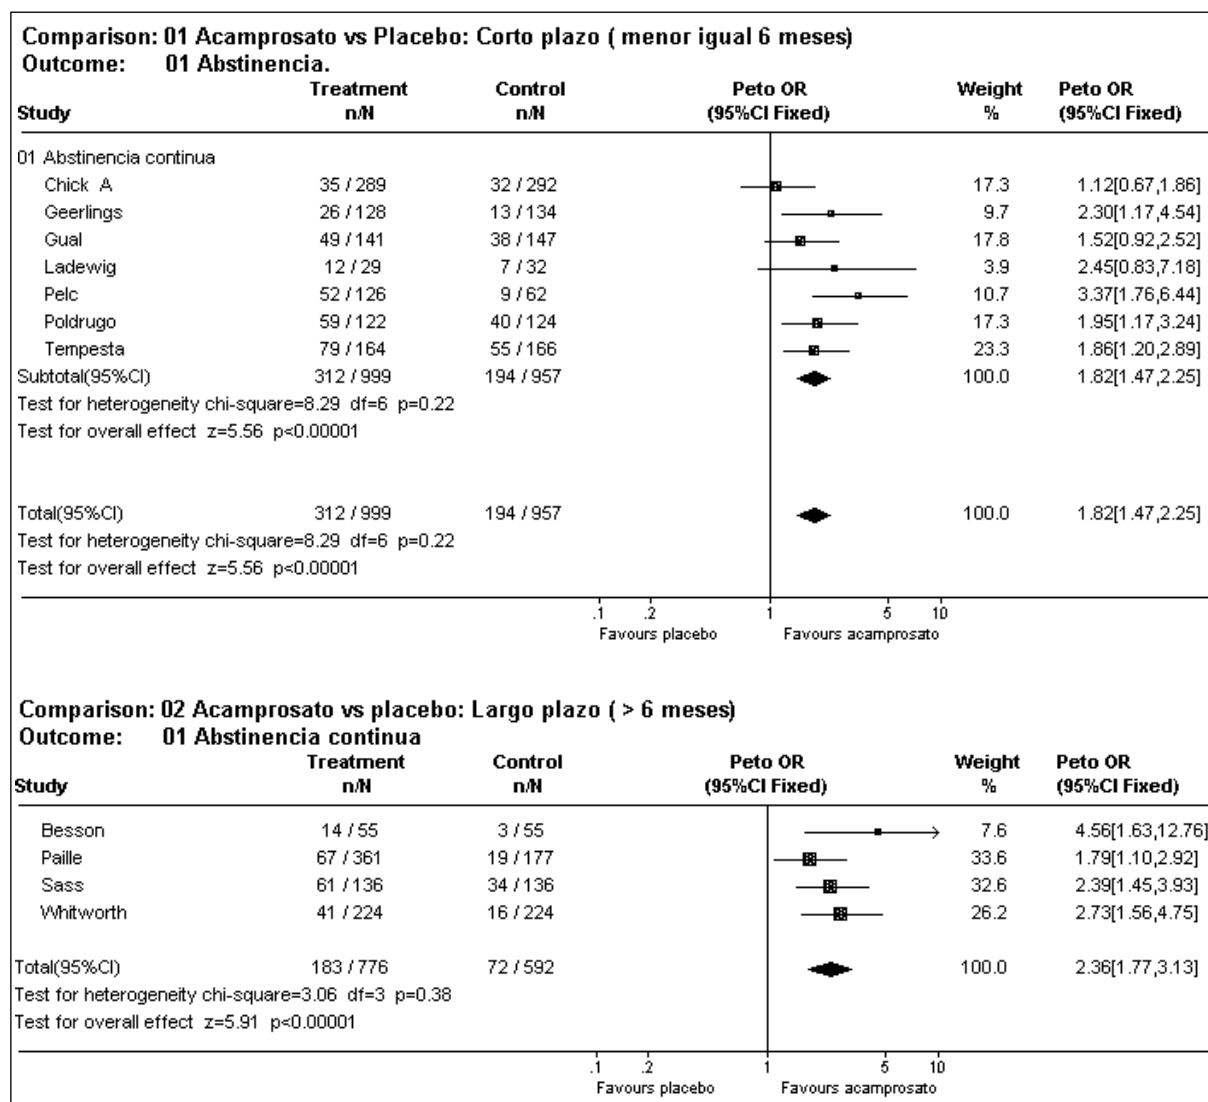 Comparison: 01 Acamprosato vs Placebo: Corto plazo ( menor igual 6 meses)
Outcome: 01 Abstinencia.
Treatment Control Peto OR Weight Peto OR
Study n/N n/N (95%CI Fixed) % (95%CI Fixed)
01 Abstinencia continua
Chick A 35 / 289 32 / 292 17.3 1.12[0.67,1.86]
Geerlings 26 / 128 13 / 134 9.7 2.30[1.17,4.54]
Gual 49 / 141 38 / 147 17.8 1.52[0.92,2.52]
Ladewig 12 / 29 7 / 32 3.9 2.45[0.83,7.18]
Pelc 52 / 126 9 / 62 10.7 3.37[1.76,6.44]
Poldrugo 59 / 122 40 / 124 17.3 1.95[1.17,3.24]
Tempesta 79 / 164 55 / 166 23.3 1.86[1.20,2.89]
Subtotal(95%CI) 312 / 999 194 / 957 100.0 1.82[1.47,2.25]
Test for heterogeneity chi-square=8.29 df=6 p=0.22
Test for overall effect z=5.56 p<0.00001
Total(95%CI) 312 / 999 194 / 957 100.0 1.82[1.47,2.25]
Test for heterogeneity chi-square=8.29 df=6 p=0.22
Test for overall effect z=5.56 p<0.00001
.1 .2 1 5 10
Favours placebo Favours acamprosato
Comparison: 02 Acamprosato vs placebo: Largo plazo ( > 6 meses)
Outcome: 01 Abstinencia continua
Treatment Control Peto OR Weight Peto OR
Study n/N n/N (95%CI Fixed) % (95%CI Fixed)
Besson 14 / 55 3 / 55 7.6 4.56[1.63,12.76]
Paille 67 / 361 19 / 177 33.6 1.79[1.10,2.92]
Sass 61 / 136 34 / 136 32.6 2.39[1.45,3.93]
Whitworth 41 / 224 16 / 224 26.2 2.73[1.56,4.75]
Total(95%CI) 183 / 776 72 / 592 100.0 2.36[1.77,3.13]
Test for heterogeneity chi-square=3.06 df=3 p=0.38
Test for overall effect z=5.91 p<0.00001
.1 .2 1 5 10
Favours placebo Favours acamprosato